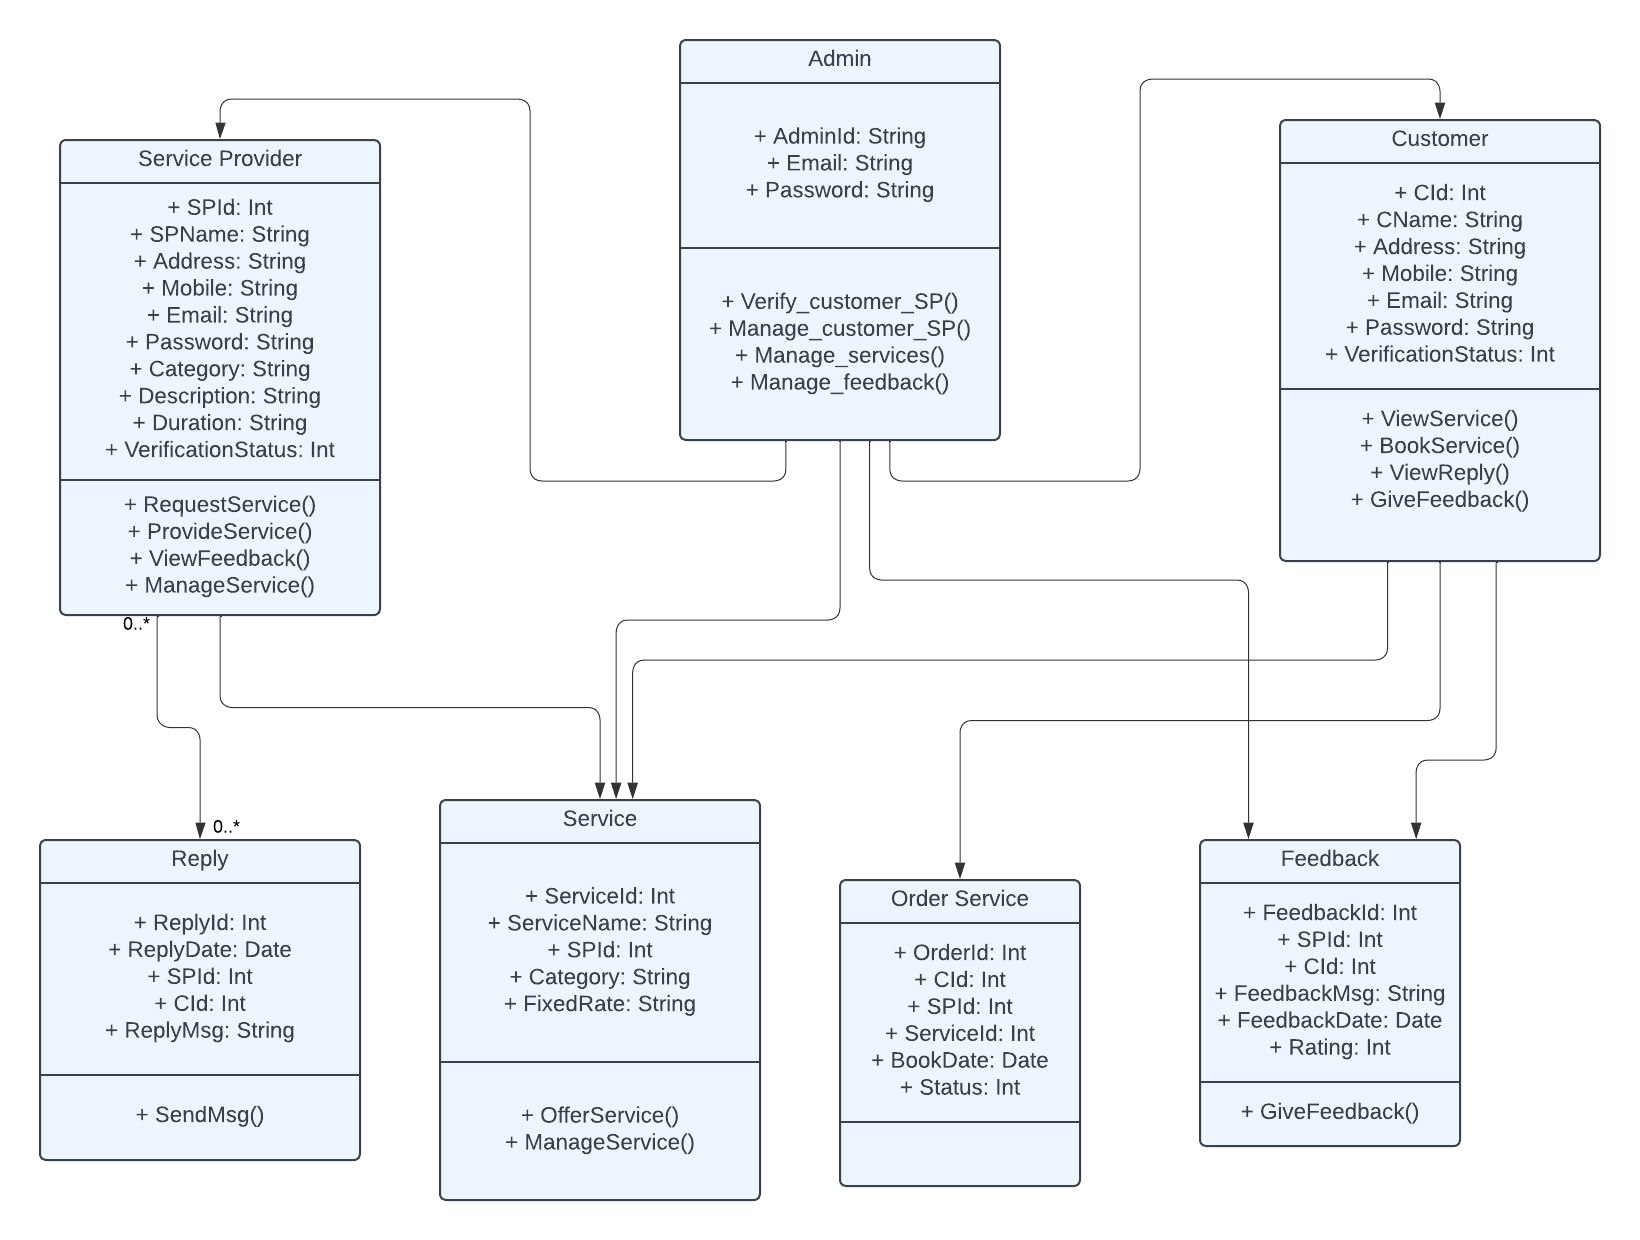 Admin
+ AdminId: String
+ Email: String
+ Password: String
+ Verify_customer_SP()
+ Manage_customer_SP()
+ Manage_services()
+ Manage_feedback()
Service Provider
+ SPId: Int
+ SPName: String
+ Address: String
+ Mobile: String
+ Email: String
+ Password: String
+ Category: String
+ Description: String
+ Duration: String
+ VerificationStatus: Int
+ RequestService()
+ ProvideService()
+ ViewFeedback()
+ ManageService()
Customer
+ CId: Int
+ CName: String
+ Address: String
+ Mobile: String
+ Email: String
+ Password: String
+ VerificationStatus: Int
+ ViewService()
+ BookService()
+ ViewReply()
+ GiveFeedback()
0..*
0..*
Reply
+ ReplyId: Int
+ ReplyDate: Date
+ SPId: Int
+ CId: Int
+ ReplyMsg: String
+ SendMsg()
Service
+ ServiceId: Int
+ ServiceName: String
+ SPId: Int
+ Category: String
+ FixedRate: String
+ OfferService()
+ ManageService()
Order Service
+ OrderId: Int
+ CId: Int
+ SPId: Int
+ ServiceId: Int
+ BookDate: Date
+ Status: Int
Feedback
+ FeedbackId: Int
+ SPId: Int
+ CId: Int
+ FeedbackMsg: String
+ FeedbackDate: Date
+ Rating: Int
+ GiveFeedback()